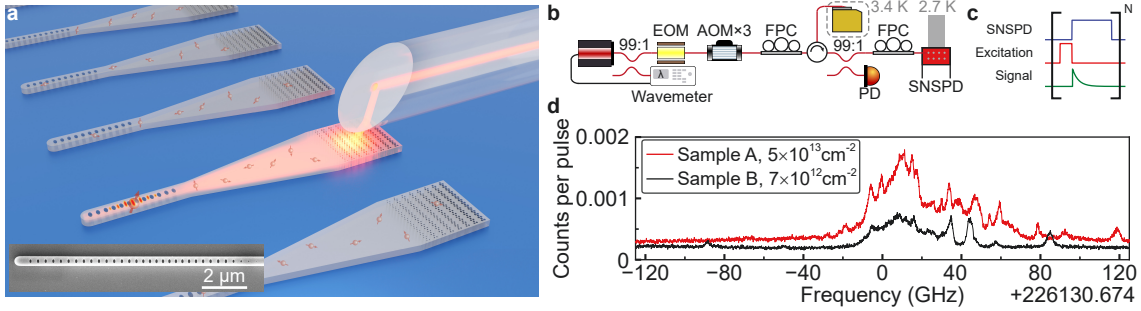 a
2 μm
b
3.4 K
2.7 K
99:1
EOM
AOM×3
FPC
99:1
FPC
λ
Wavemeter
PD
SNSPD
c
N
SNSPD
Excitation
Signal
d
0.002
0.001
0
Counts per pulse
Sample A, 5×10¹³cm⁻²
Sample B, 7×10¹²cm⁻²
−120
−80
−40
0
40
80
120
Frequency (GHz)
+226130.674